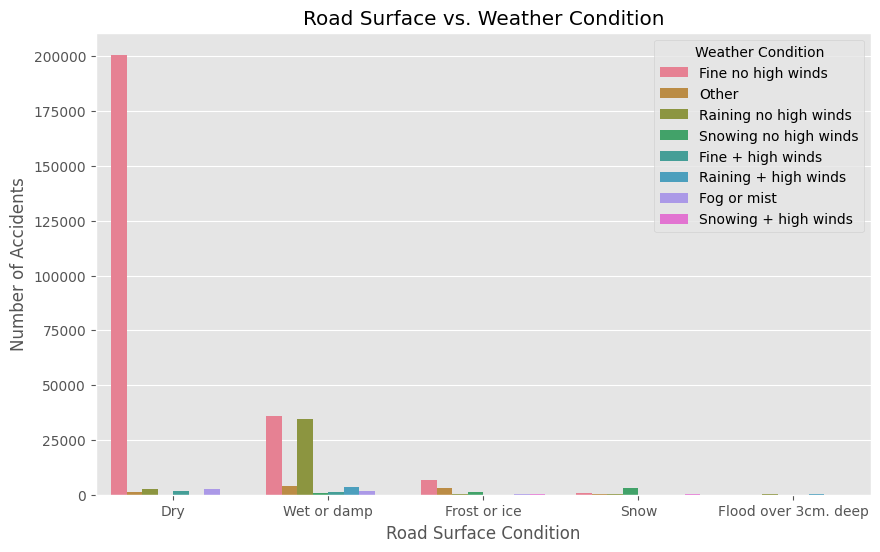 Road Surface vs. Weather Condition
Weather Condition
Fine no high winds
Other
Raining no high winds
Snowing no high winds
Fine + high winds
Raining + high winds
Fog or mist
Snowing + high winds
Number of Accidents
200000
175000
150000
125000
100000
75000
50000
25000
0
Dry
Wet or damp
Frost or ice
Snow
Flood over 3cm. deep
Road Surface Condition